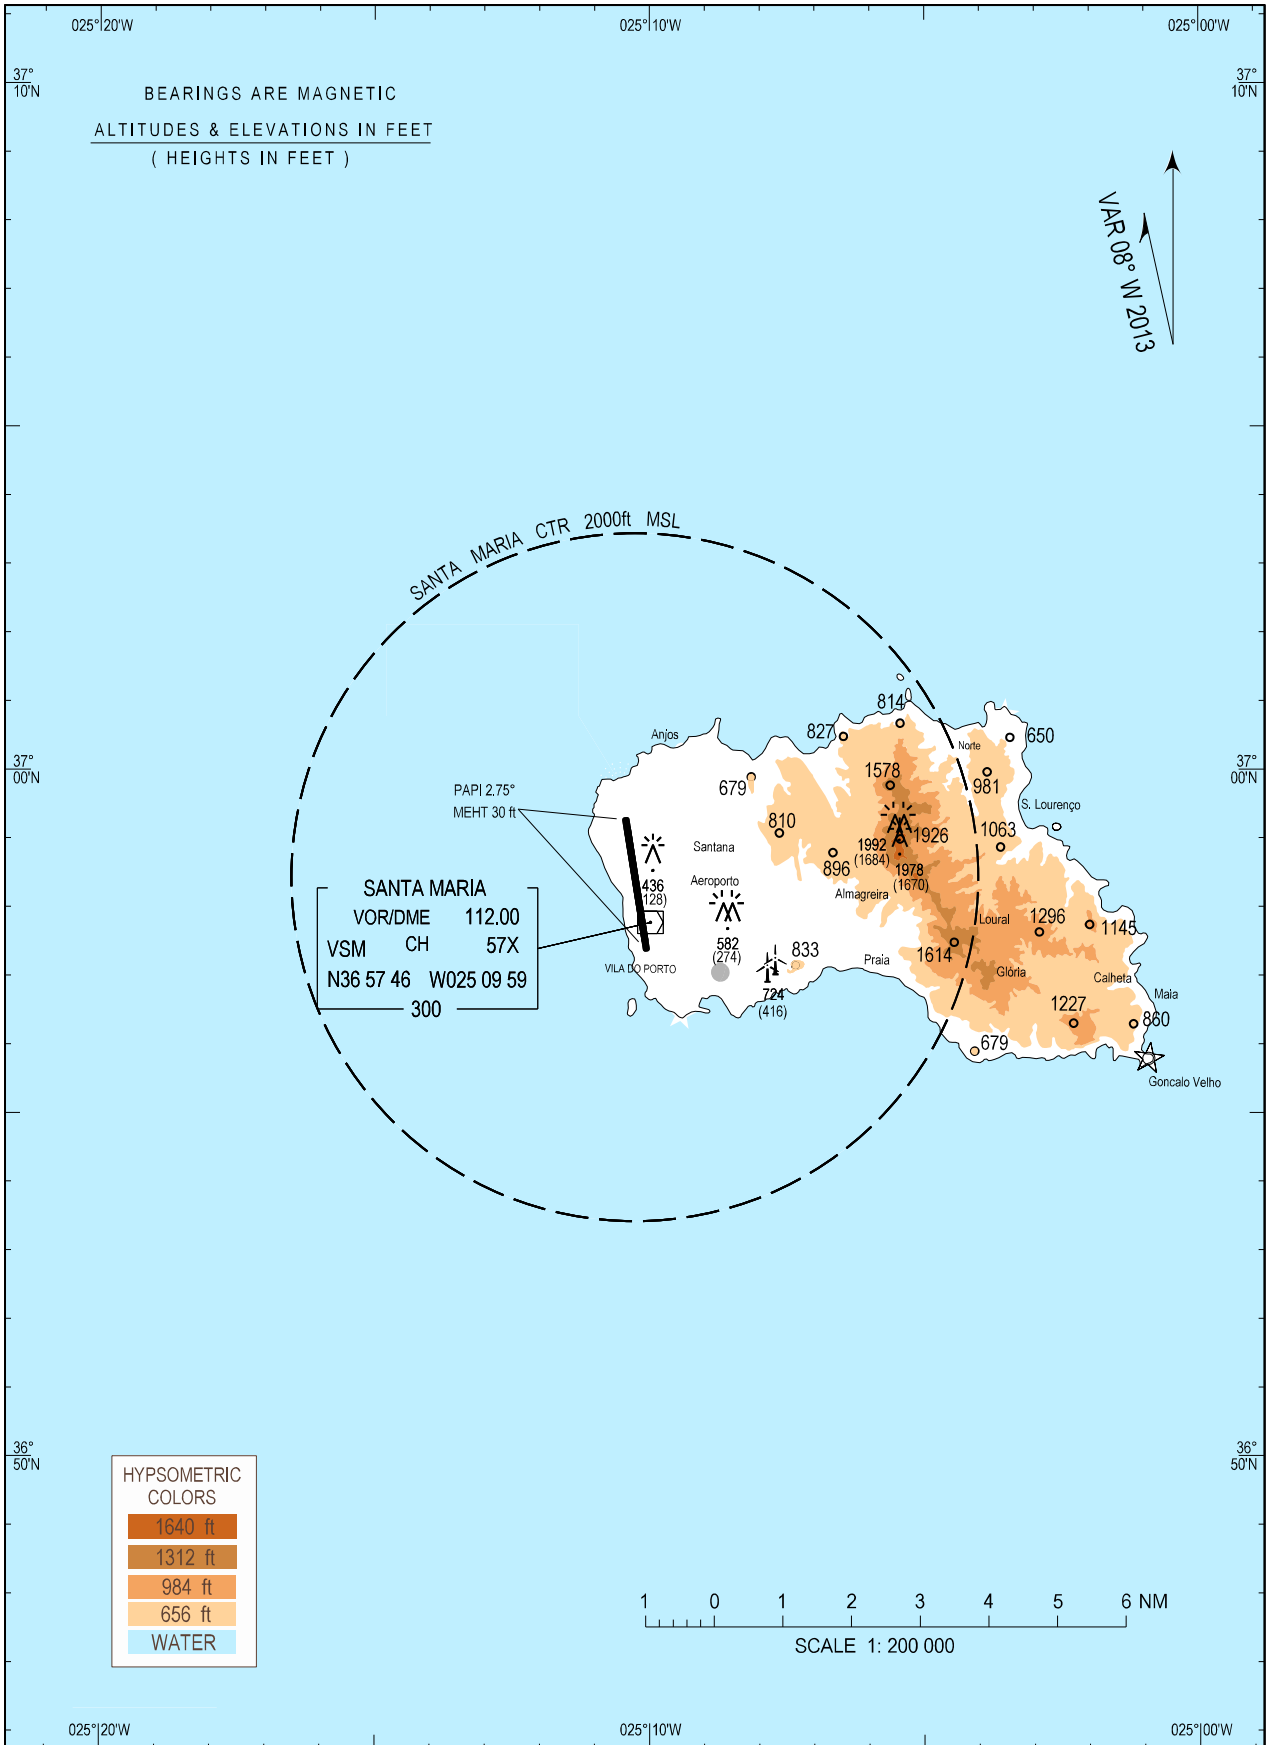 025°20'W 025°10'W 025°00'W
37° 37°
10'N 10'N
BEARINGS ARE MAGNETIC
ALTITUDES & ELEVATIONS IN FEET
( HEIGHTS IN FEET )
VAR 08° W 2013
SANTA MARIA CTR 2000ft MSL
814
827
Anjos
650
Norte
37° 37°
00'N 00'N
1578
679
981
PAPI 2.75°
MEHT 30 ft
S. Lourenço
810
1063
1926
Santana
1992
(1684)
896
1978
(1670)
Aeroporto
436
(128)
Almagreira
SANTA MARIA
VOR/DME 112.00
VSM CH 57X
N36 57 46 W025 09 59
300
Loural
1296
1145
582
(274)
833
1614
Praia
VILA DO PORTO
Glória
Calheta
724
(416)
Maia
1227
860
679
Goncalo Velho
36° 36°
50'N 50'N
HYPSOMETRIC
COLORS
1640 ft
1312 ft
984 ft
656 ft
WATER
1 0 1 2 3 4 5 6 NM
SCALE 1: 200 000
025°20'W 025°10'W 025°00'W